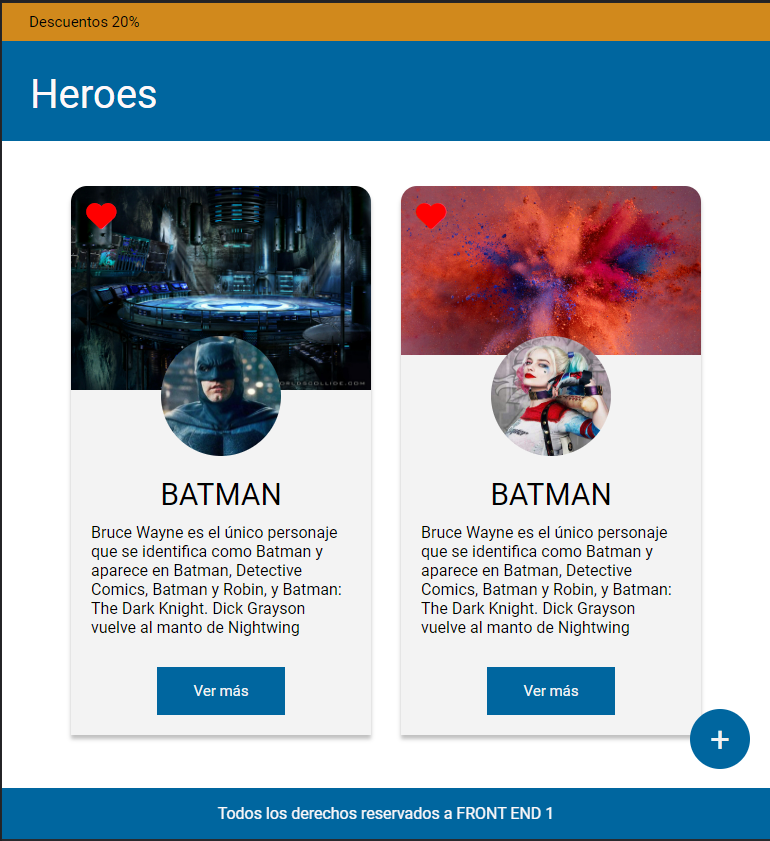 Descuentos 20%
Heroes
BATMAN
Bruce Wayne es el único personaje
que se identifica como Batman y
aparece en Batman, Detective
Comics, Batman y Robin, y Batman:
The Dark Knight. Dick Grayson
vuelve al manto de Nightwing
Ver más
BATMAN
Bruce Wayne es el único personaje
que se identifica como Batman y
aparece en Batman, Detective
Comics, Batman y Robin, y Batman:
The Dark Knight. Dick Grayson
vuelve al manto de Nightwing
Ver más
+
Todos los derechos reservados a FRONT END 1